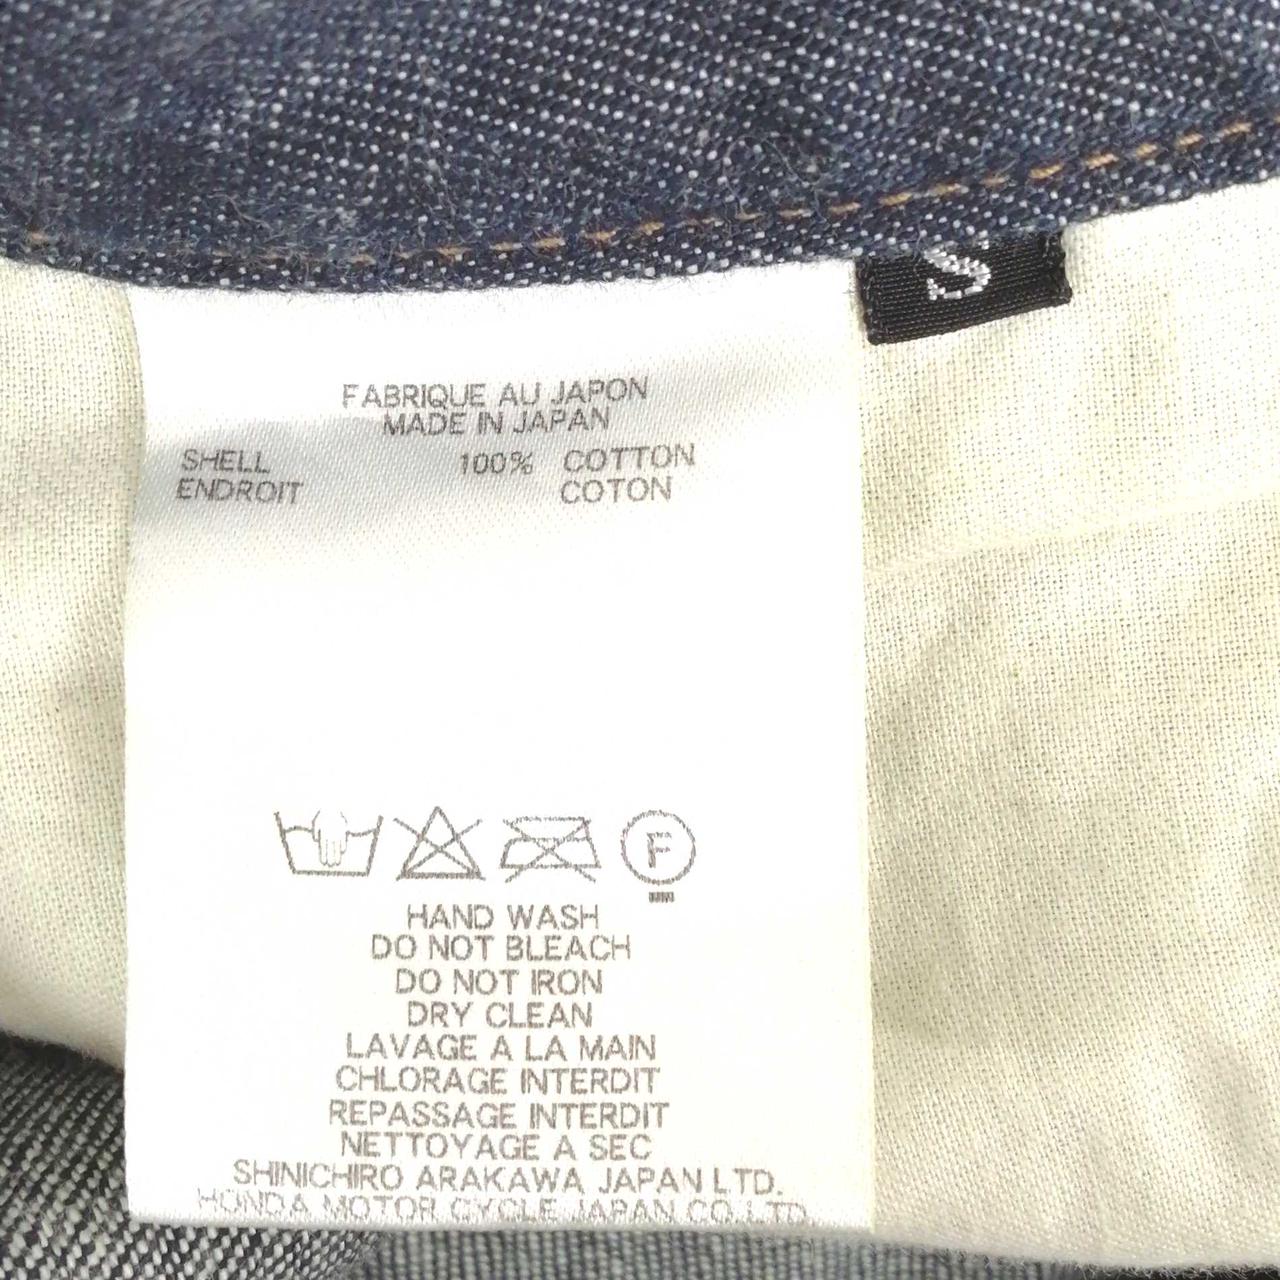 S
FABRIQUE AU JAPON
MADE IN JAPAN
SHELL 100% COTTON
ENDROIT COTON
F
HAND WASH
DO NOT BLEACH
DO NOT IRON
DRY CLEAN
LAVAGE A LA MAIN
CHLORAGE INTERDIT
REPASSAGE INTERDIT
NETTOYAGE A SEC
SHINICHIRO ARAKAWA JAPAN LTD.
HONDA MOTOR CYCLE JAPAN CO.LTD